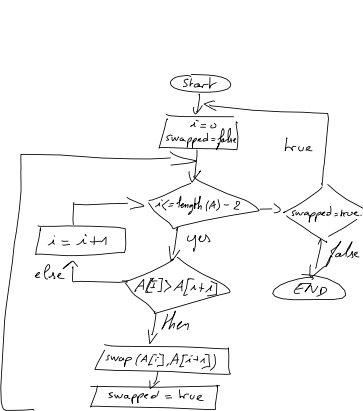 start
i=0
swapped=false
true
i<=length(A)-2
swapped=true
i=i+1
yes
false
else
A[i]>A[i+1]
END
then
swap(A[i],A[i+1])
swapped=true